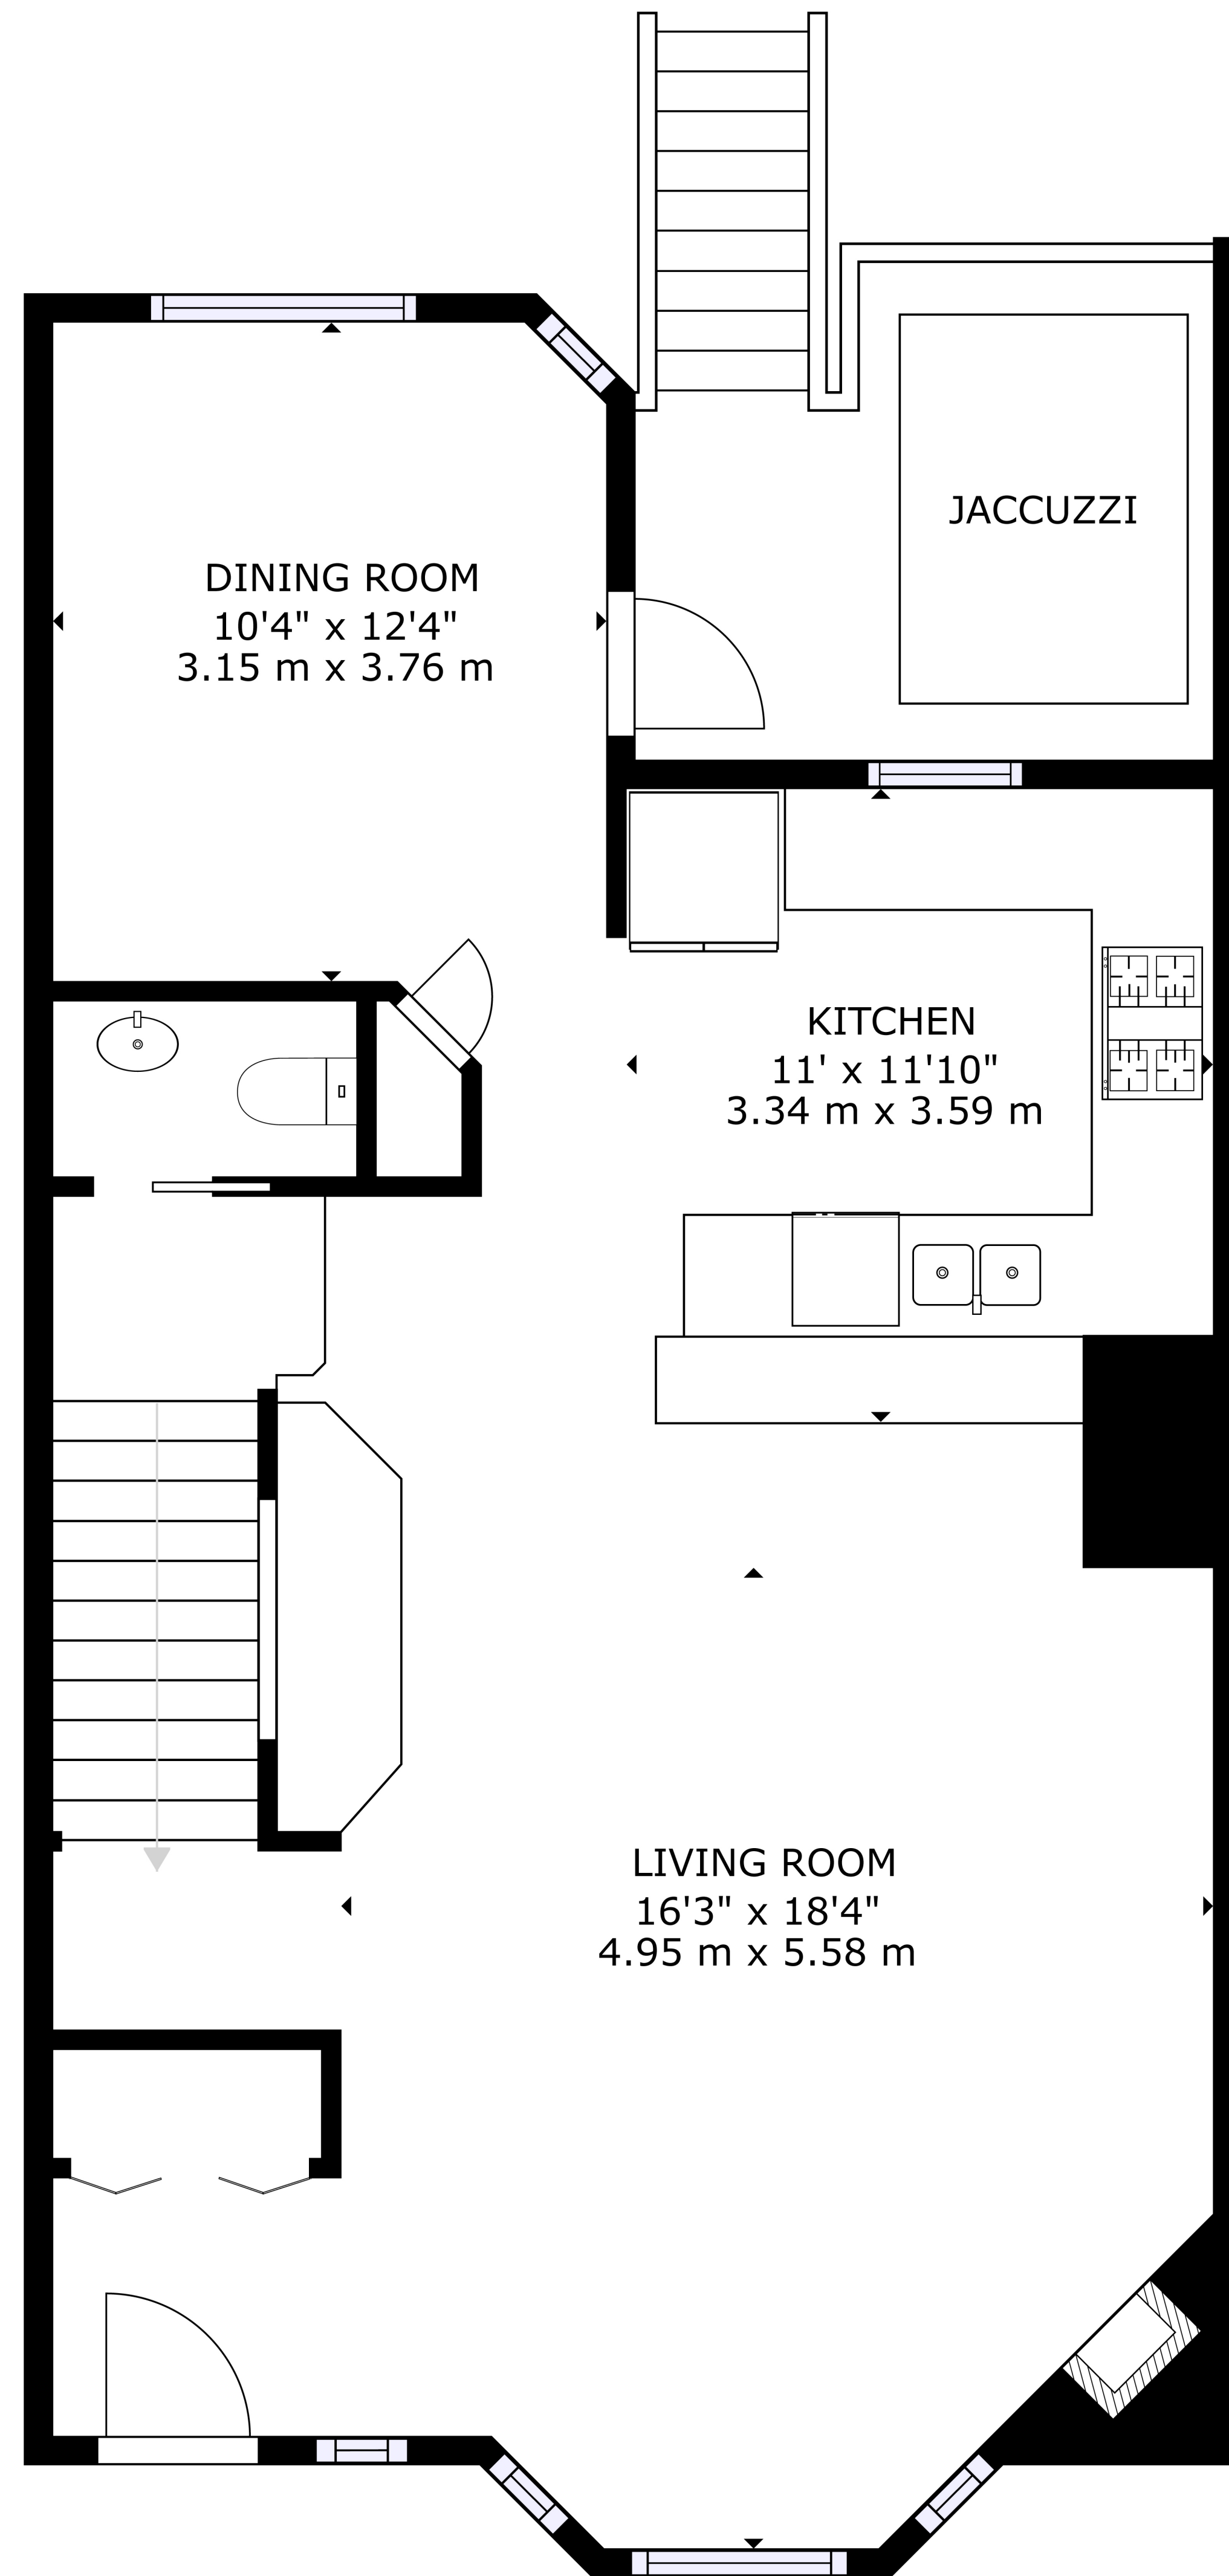 JACCUZZI
DINING ROOM
10'4" x 12'4"
3.15 m x 3.76 m
KITCHEN
11' x 11'10"
3.34 m x 3.59 m
LIVING ROOM
16'3" x 18'4"
4.95 m x 5.58 m